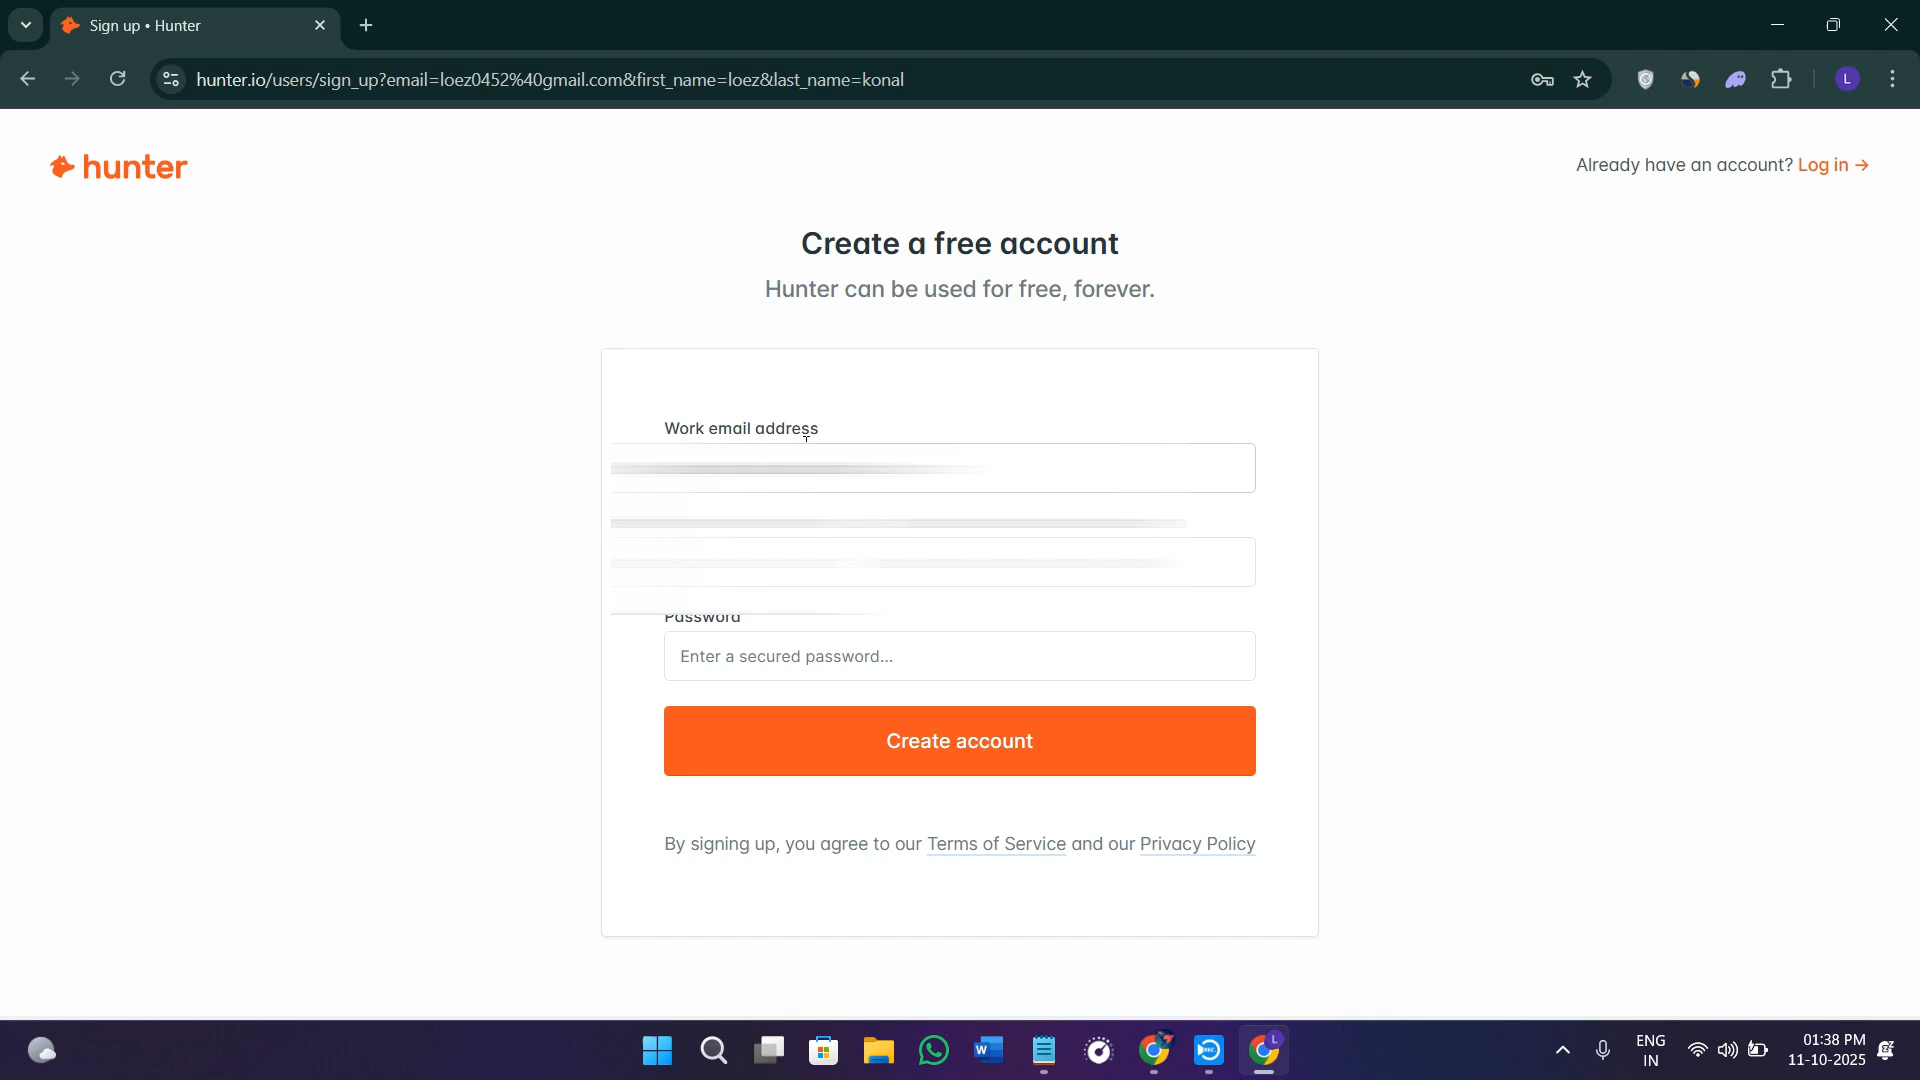 Sign up • Hunter
hunter.io/users/sign_up?email=loez0452%40gmail.com&first_name=loez&last_name=konal
L
hunter
Already have an account? Log in →
Create a free account
Hunter can be used for free, forever.
Work email address
Password
Enter a secured password...
Create account
By signing up, you agree to our Terms of Service and our Privacy Policy
ENG
IN
01:38 PM
11-10-2025